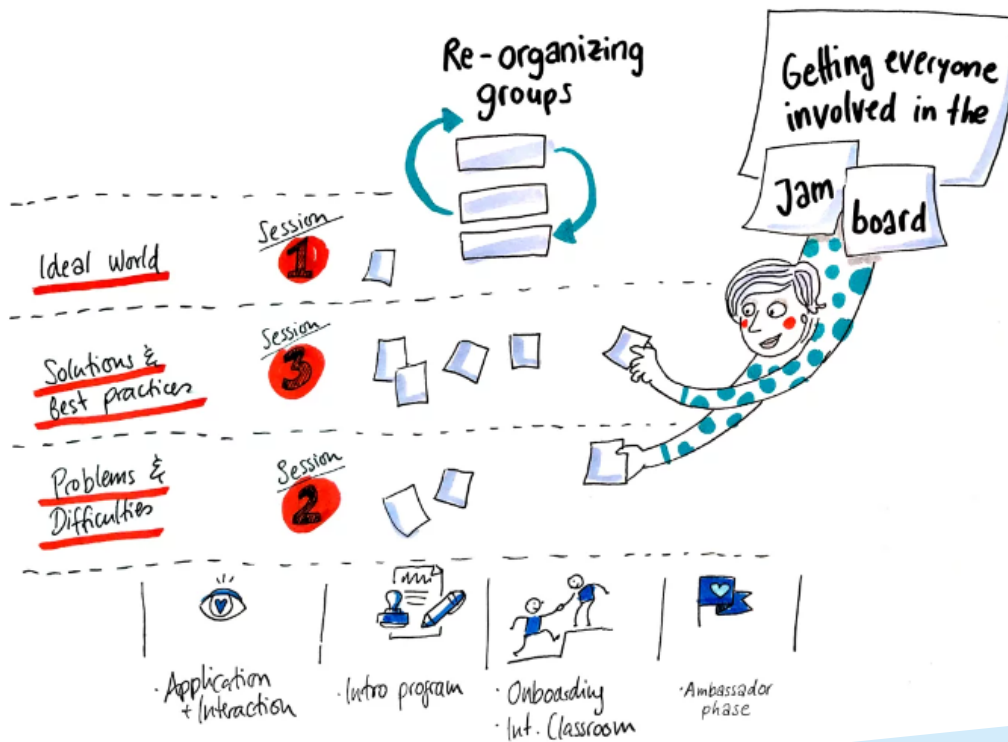 Re-organizing
groups
Getting everyone
involved in the
Jam
board
Ideal World
Session
1
Solutions &
Best practices
Session
3
Problems &
Difficulties
Session
2
· Application
+ Interaction
· Intro program
· Onboarding
· Int. Classroom
· Ambassador
phase